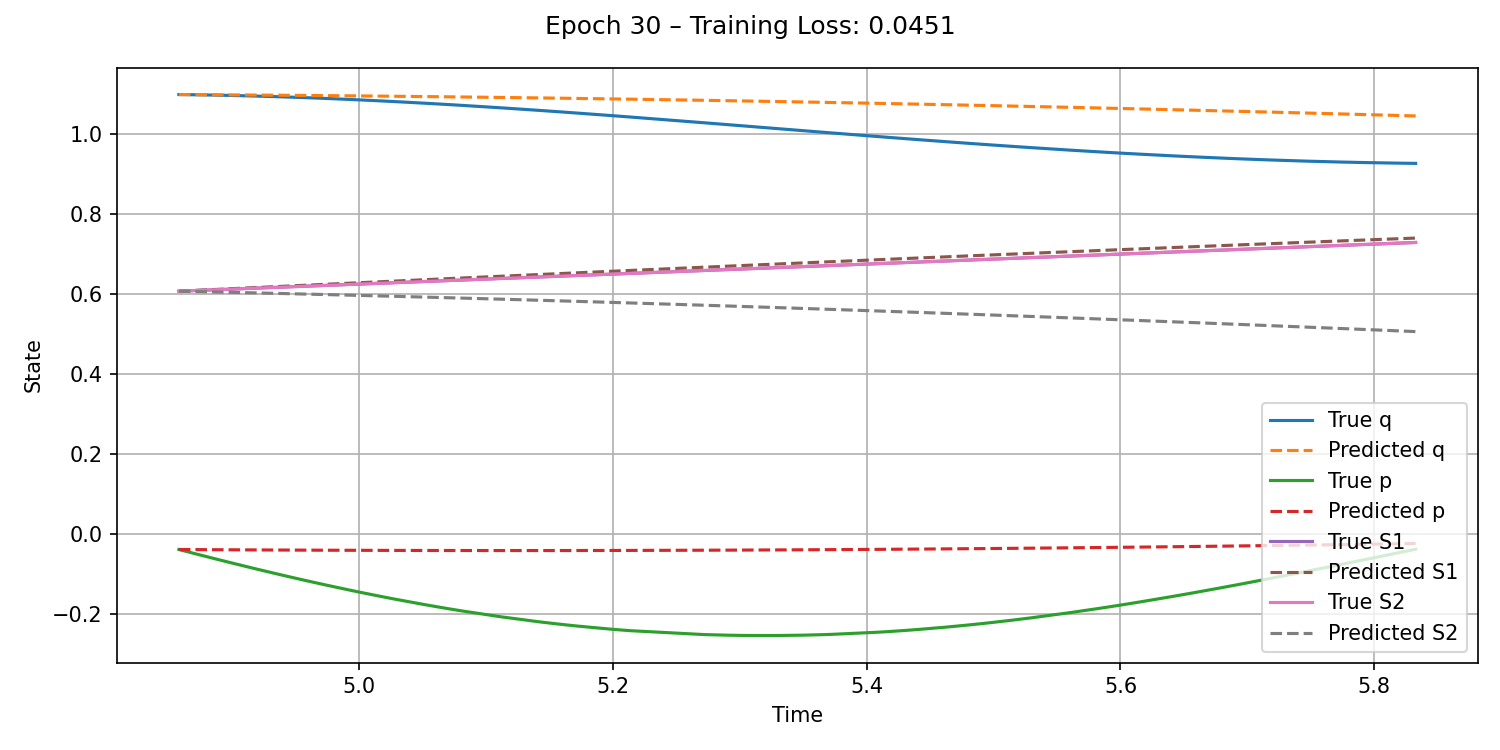 Epoch 30 – Training Loss: 0.0451
State
1.0
0.8
0.6
0.4
0.2
0.0
−0.2
True q
Predicted q
True p
Predicted p
True S1
Predicted S1
True S2
Predicted S2
5.0 5.2 5.4 5.6 5.8
Time